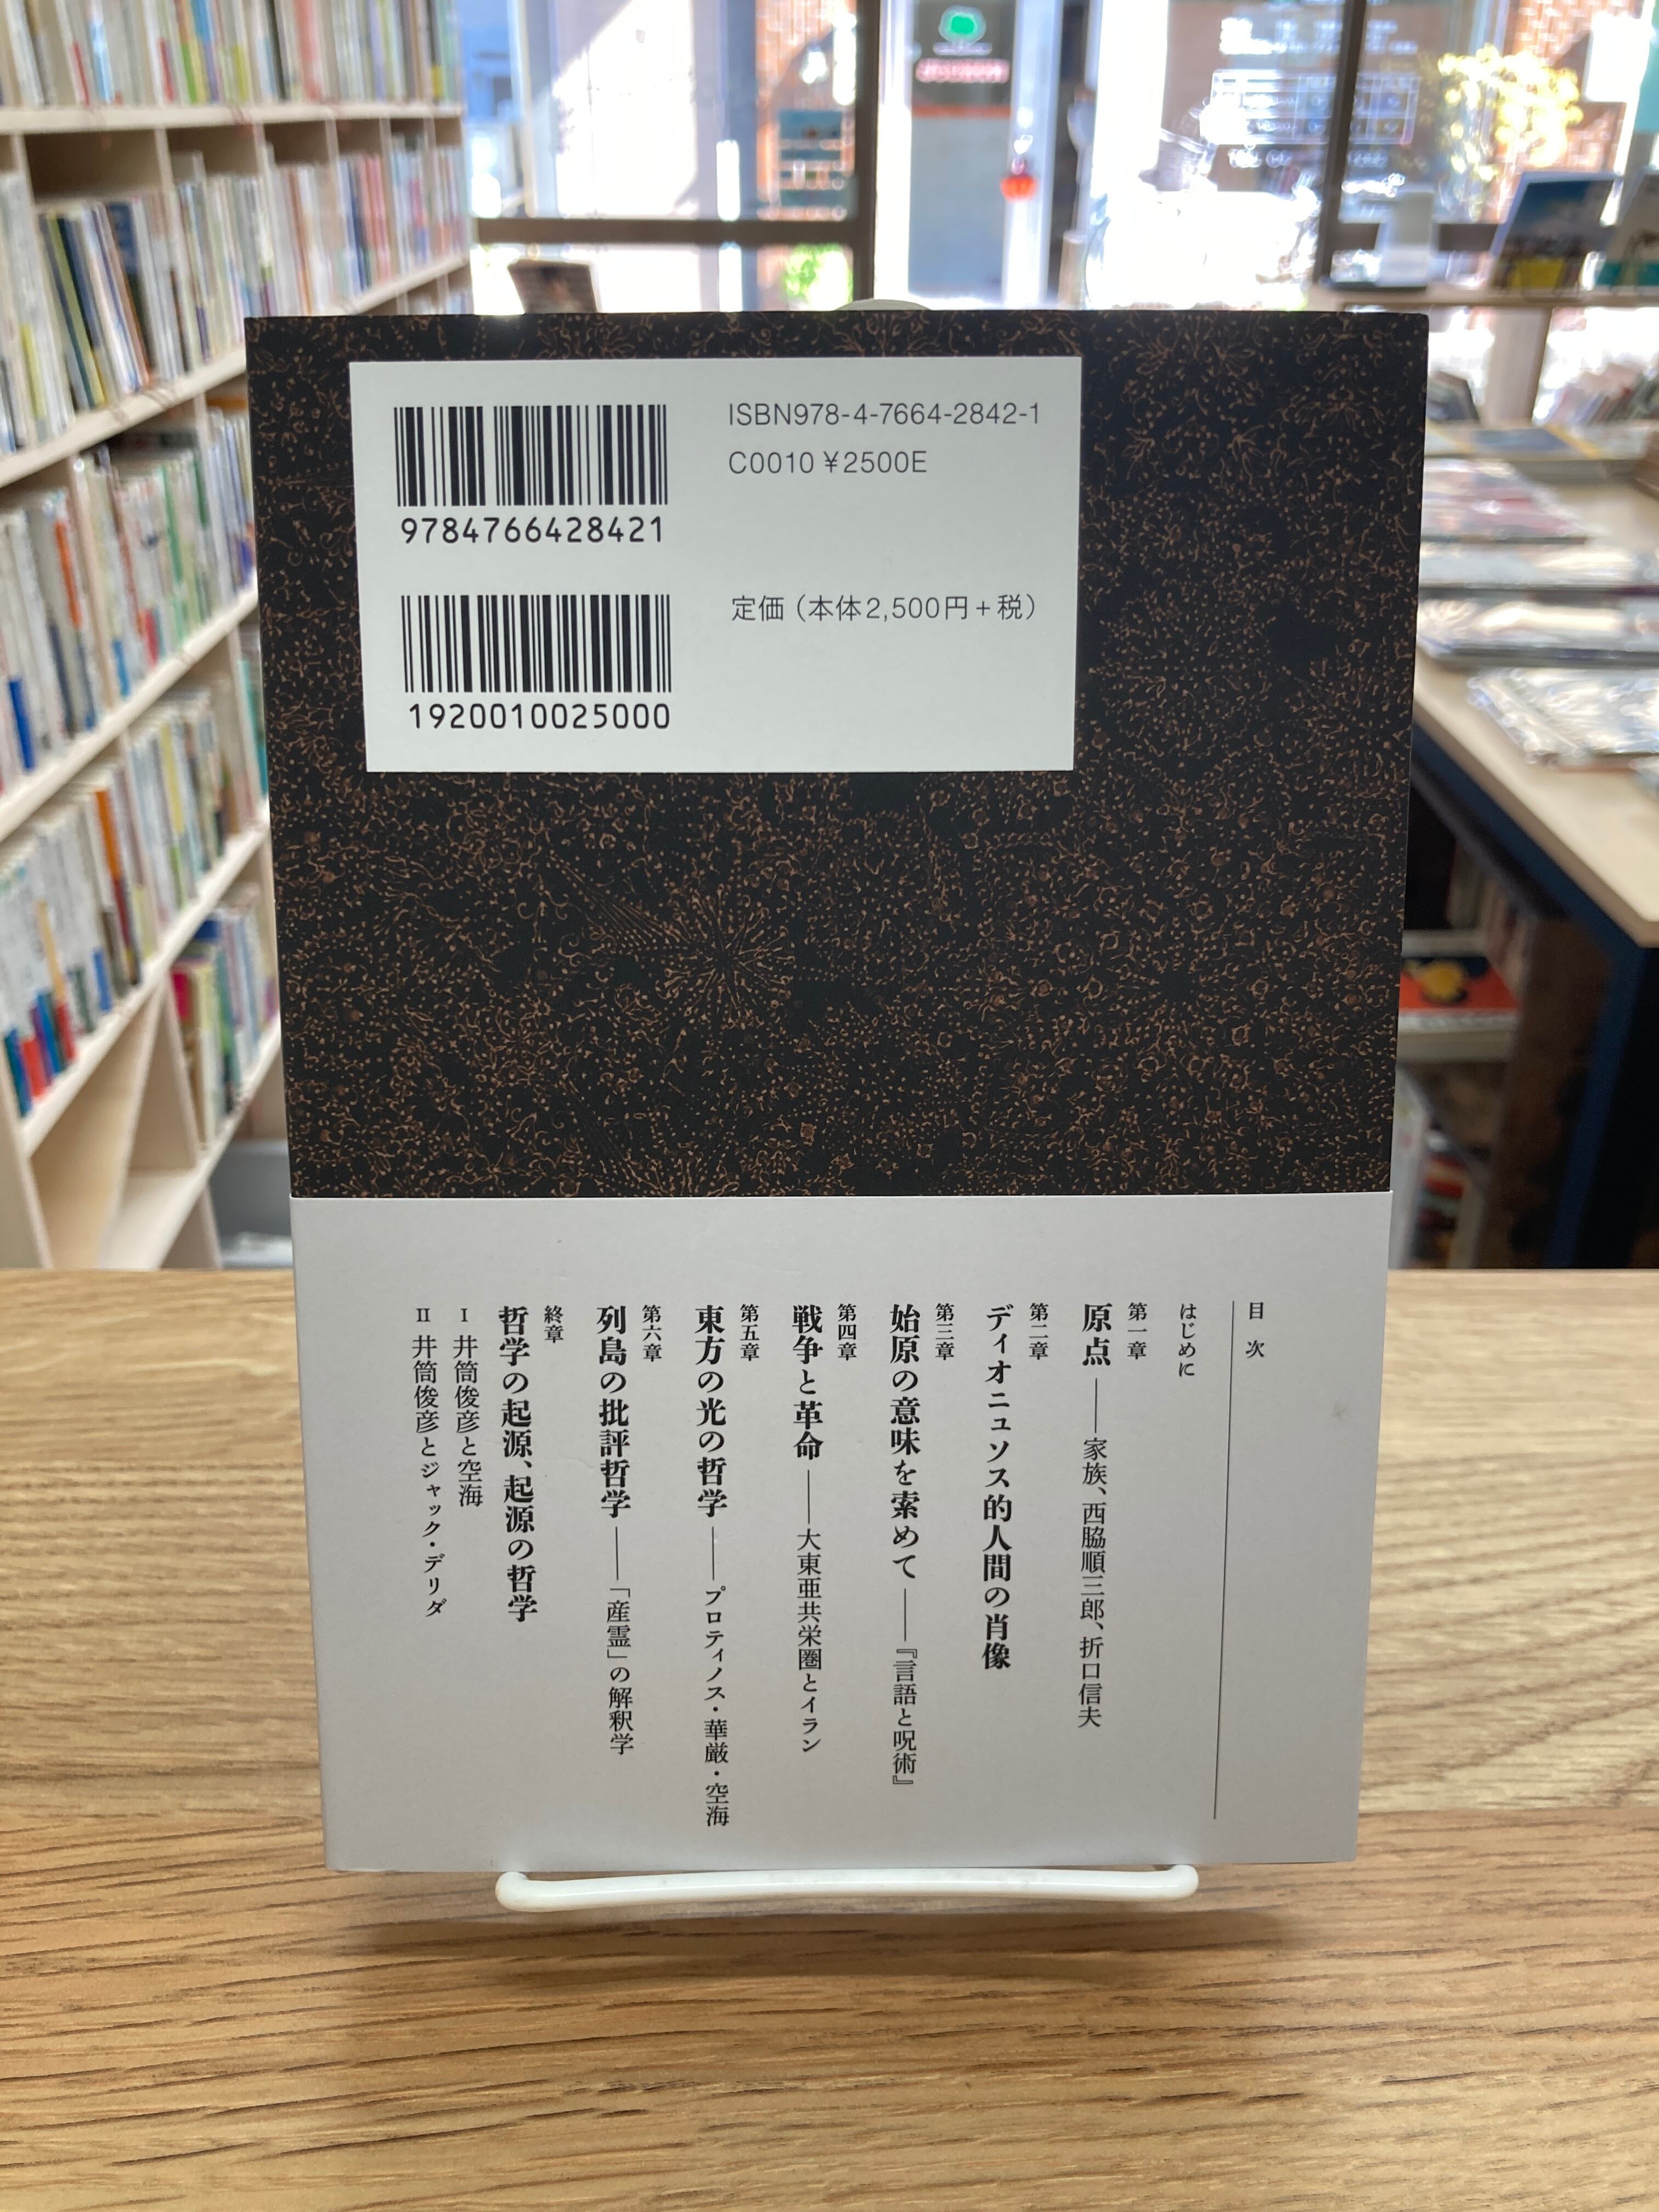 ISBN978-4-7664-2842-1
C0010 ¥2500E
9784766428421
定価（本体2,500円＋税）
1920010025000
目次
はじめに
第一章
原点――家族、西脇順三郎、折口信夫
第二章
ディオニュソス的人間の肖像
第三章
始原の意味を索めて――『言語と呪術』
第四章
戦争と革命――大東亜共栄圏とイラン
第五章
東方の光の哲学――プロティノス・華厳・空海
第六章
列島の批評哲学――「産霊」の解釈学
終章
哲学の起源、起源の哲学
Ⅰ 井筒俊彦と空海
Ⅱ 井筒俊彦とジャック・デリダ